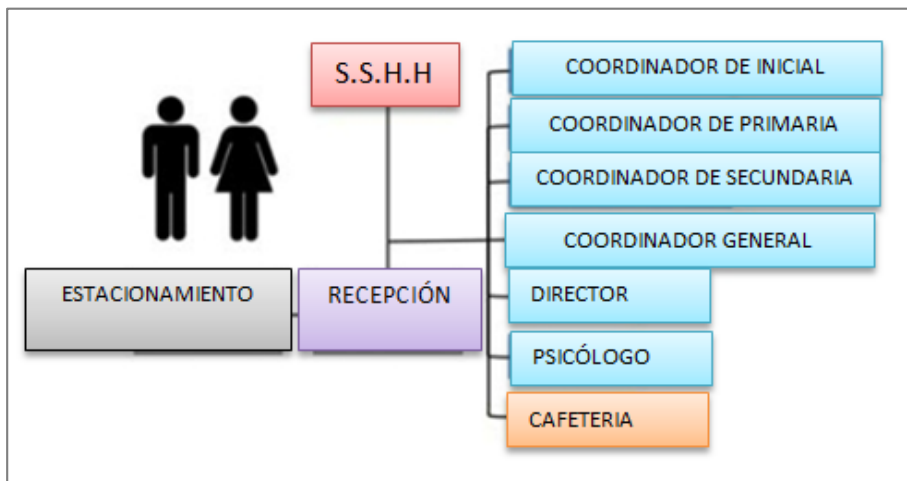 S.S.H.H
COORDINADOR DE INICIAL
COORDINADOR DE PRIMARIA
COORDINADOR DE SECUNDARIA
COORDINADOR GENERAL
ESTACIONAMIENTO
RECEPCIÓN
DIRECTOR
PSICÓLOGO
CAFETERIA